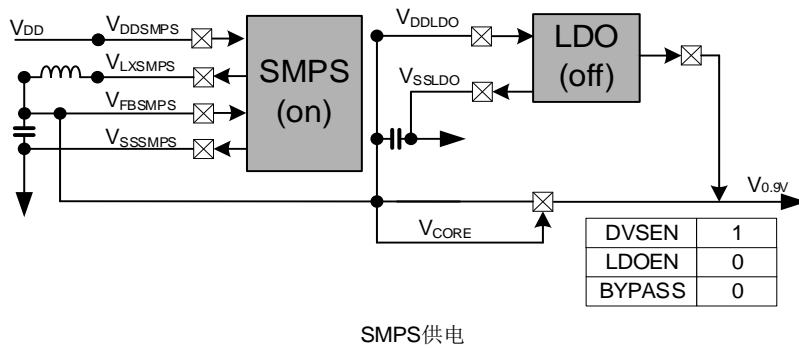 VDD
VDDSMPS
VLXSMPS
VFBSMPS
VSSSMPS
SMPS
(on)
VDDLDO
VSSLDO
LDO
(off)
VCORE
V0.9V
DVSEN 1
LDOEN 0
BYPASS 0
SMPS供电